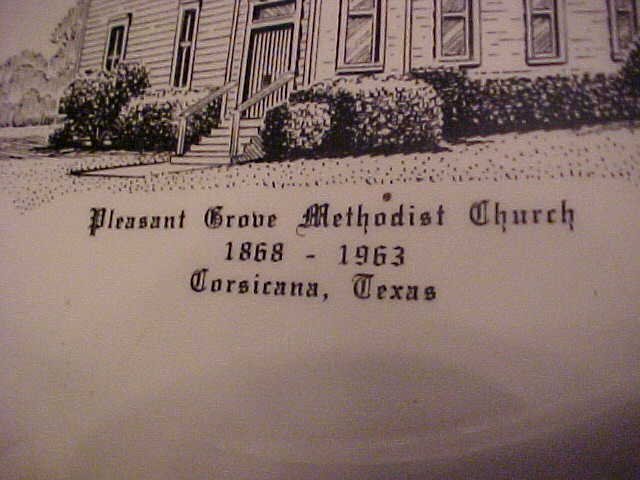 Pleasant Grove Methodist Church
1868 - 1963
Corsicana, Texas